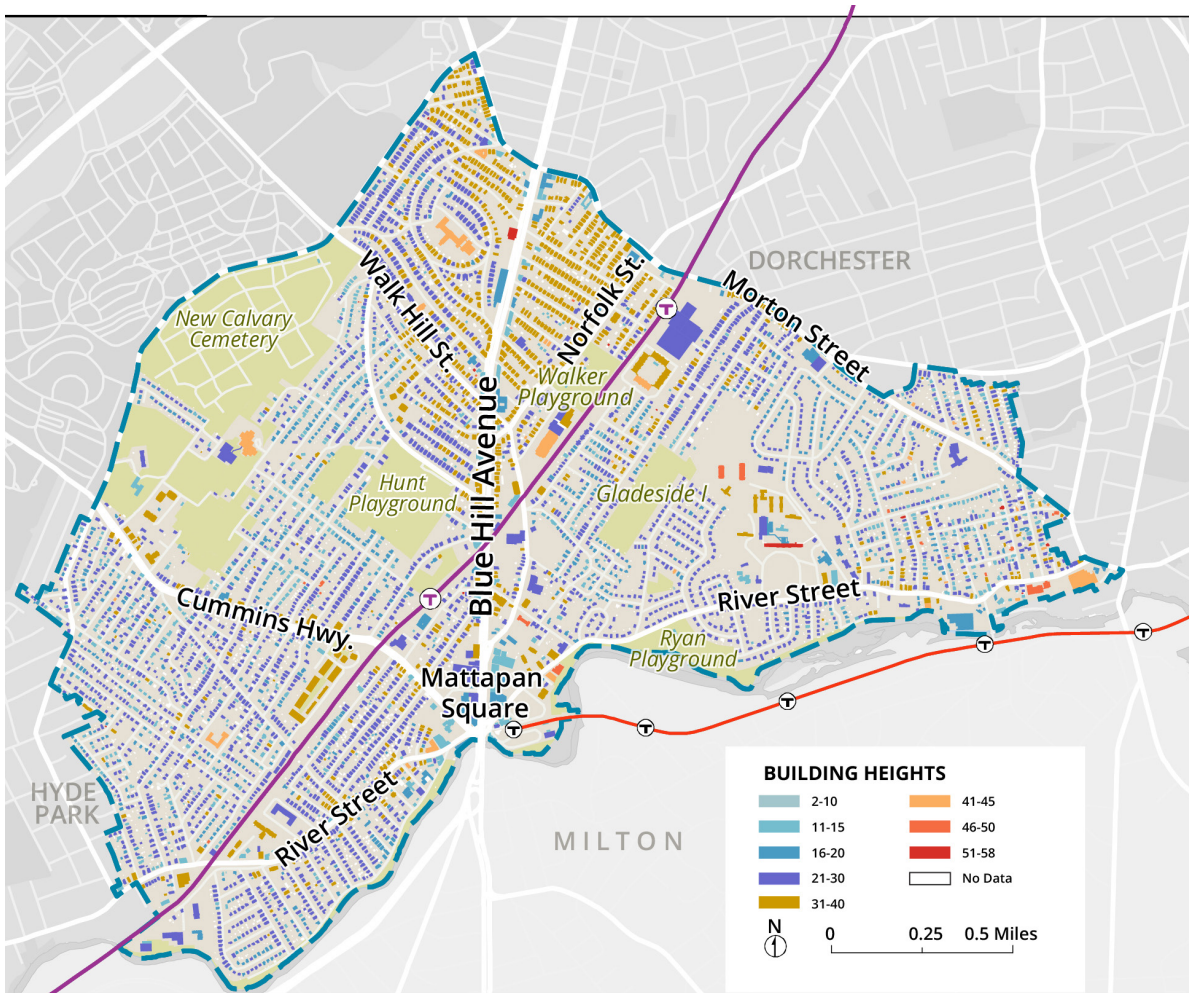 DORCHESTER
Morton Street
Norfolk St.
Walk Hill St.
New Calvary
Cemetery
Walker
Playground
Blue Hill Avenue
Hunt
Playground
Gladeside I
Cummins Hwy.
River Street
Ryan
Playground
Mattapan
Square
HYDE
PARK
River Street
MILTON
T
T
T
T
T
T
T
BUILDING HEIGHTS
2-10
11-15
16-20
21-30
31-40
41-45
46-50
51-58
No Data
N
0 0.25 0.5 Miles